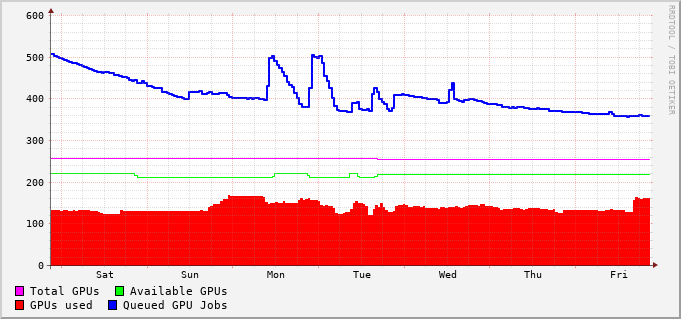 600
500
400
300
200
100
0
Sat Sun Mon Tue Wed Thu Fri
Total GPUs Available GPUs
GPUs used Queued GPU Jobs
RRDTOOL / TOBI OETIKER